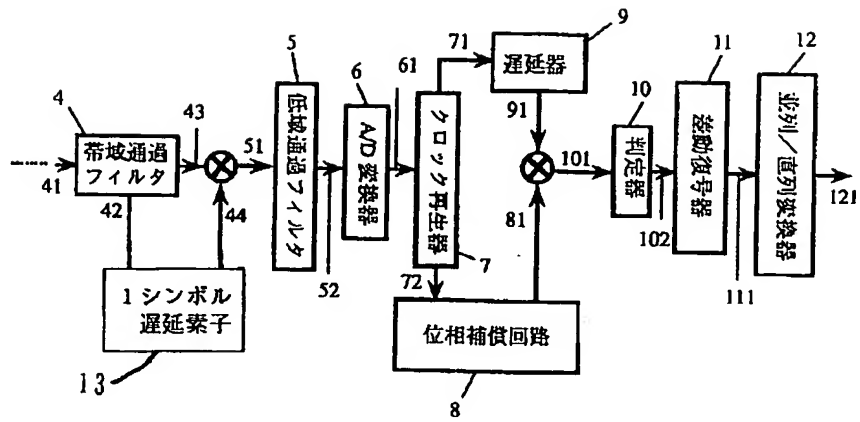 4
帯域通過
フィルタ
41
42
43
44
1シンボル
遅延素子
13
51
5
低域通過フィルタ
52
6
A/D変換器
61
クロック再生器
7
71
72
9
遅延器
91
位相補償回路
8
81
101
10
判定器
102
11
差動復号器
111
12
並列/直列変換器
121